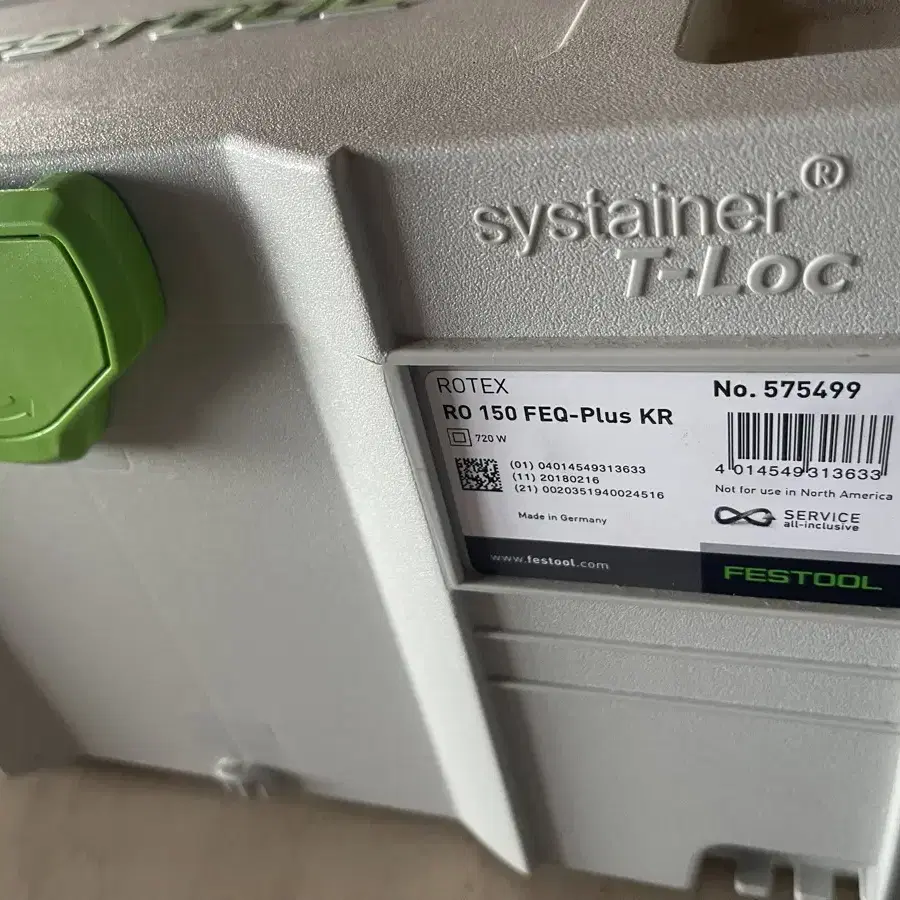 FESTOOL
systainer®
T-Loc
ROTEX
RO 150 FEQ-Plus KR
720 W
(01) 04014549313633
(11) 20180216
(21) 0020351940024516
Made in Germany
www.festool.com
No. 575499
4 014549 313633
Not for use in North America
SERVICE
all-inclusive
FESTOOL